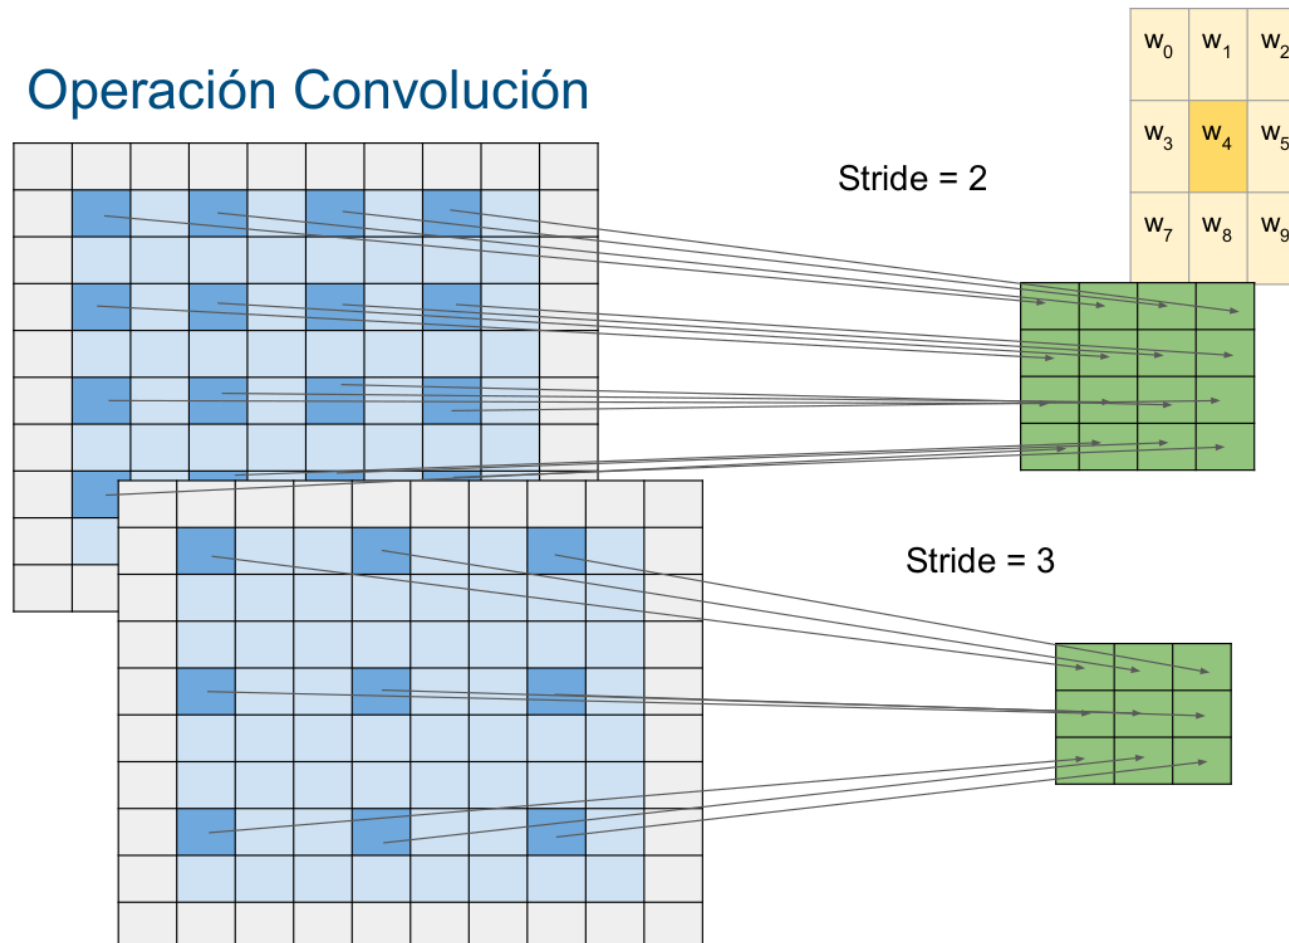 Operación Convolución
w0 w1 w2
w3 w4 w5
w7 w8 w9
Stride = 2
Stride = 3